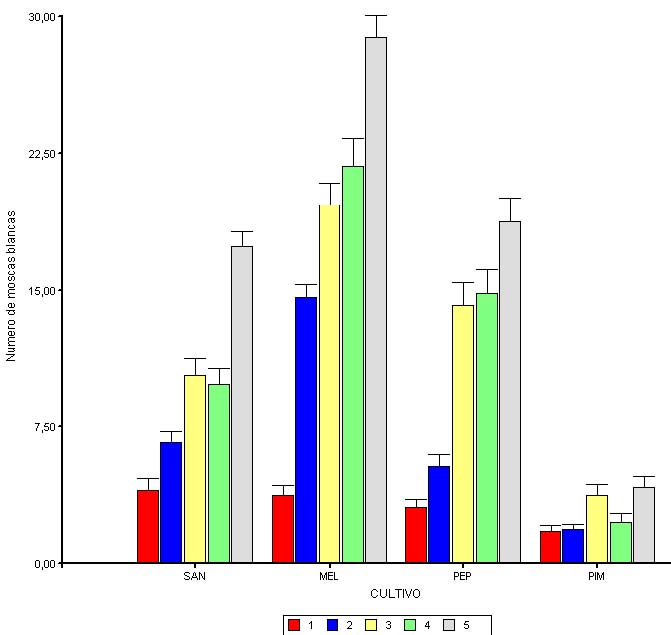 30,00
22,50
15,00
7,50
0,00
Numero de moscas blancas
SAN MEL PEP PIM
CULTIVO
1 2 3 4 5